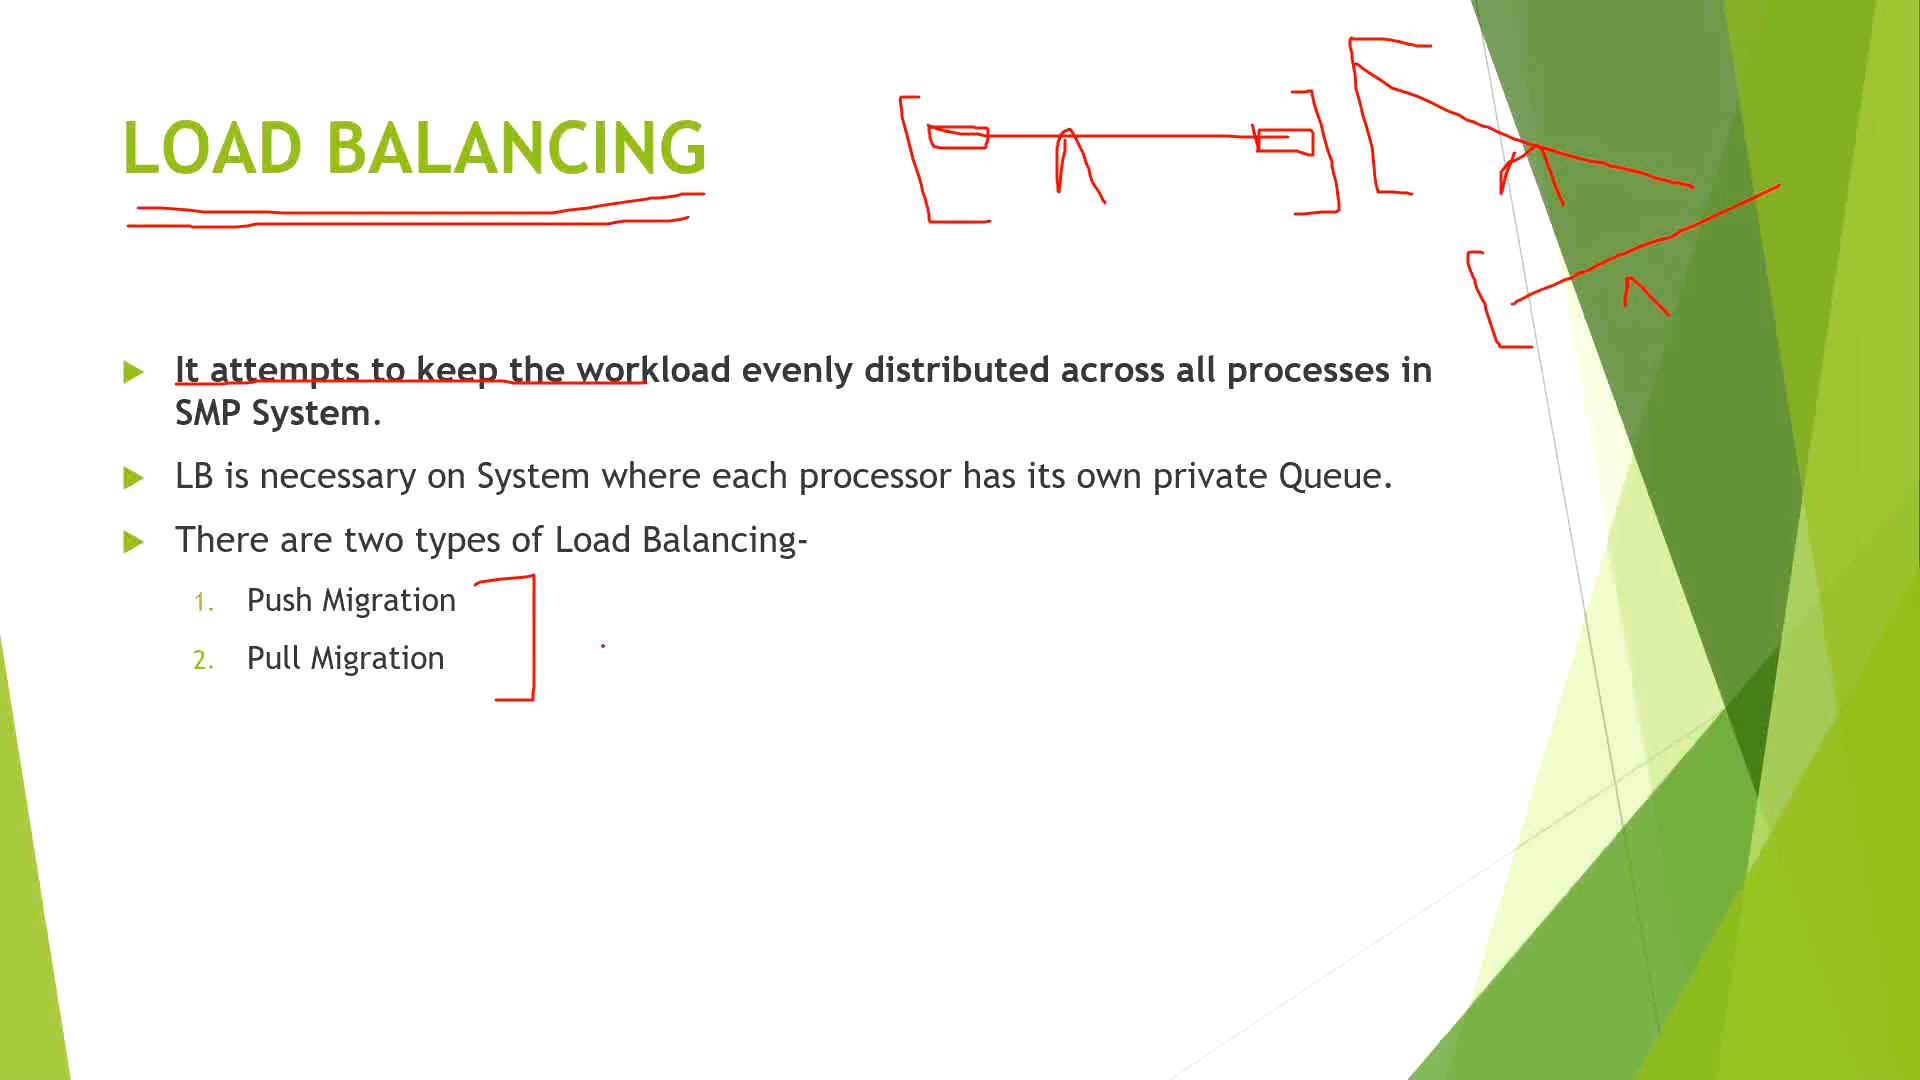 LOAD BALANCING
It attempts to keep the workload evenly distributed across all processes in
SMP System.
LB is necessary on System where each processor has its own private Queue.
There are two types of Load Balancing-
1. Push Migration
2. Pull Migration